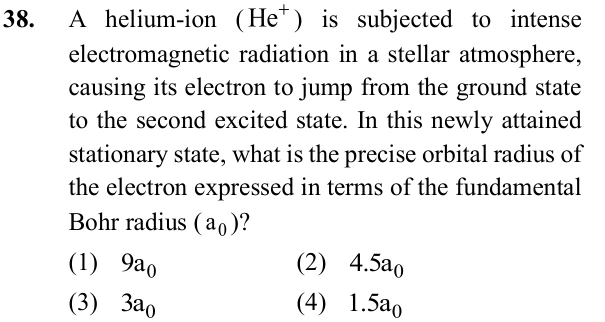 38. A helium-ion (He⁺) is subjected to intense
electromagnetic radiation in a stellar atmosphere,
causing its electron to jump from the ground state
to the second excited state. In this newly attained
stationary state, what is the precise orbital radius of
the electron expressed in terms of the fundamental
Bohr radius (a₀)?
(1) 9a₀ (2) 4.5a₀
(3) 3a₀ (4) 1.5a₀